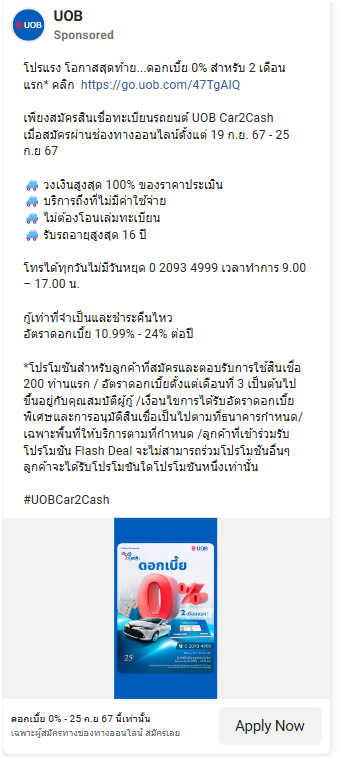 UOB
Sponsored
โปรแรง โอกาสสุดท้าย...ดอกเบี้ย 0% สำหรับ 2 เดือน
แรก* คลิก https://go.uob.com/47TgAIQ
เพียงสมัครสินเชื่อทะเบียนรถยนต์ UOB Car2Cash
เมื่อสมัครผ่านช่องทางออนไลน์ตั้งแต่ 19 ก.ย. 67 - 25
ก.ย 67
🚙 วงเงินสูงสุด 100% ของราคาประเมิน
🚙 บริการถึงที่ไม่มีค่าใช้จ่าย
🚙 ไม่ต้องโอนเล่มทะเบียน
🚙 รับรถอายุสูงสุด 16 ปี
โทรได้ทุกวันไม่มีวันหยุด 0 2093 4999 เวลาทำการ 9.00
– 17.00 น.
กู้เท่าที่จำเป็นและชำระคืนไหว
อัตราดอกเบี้ย 10.99% - 24% ต่อปี
*โปรโมชันสำหรับลูกค้าที่สมัครและตอบรับการใช้สินเชื่อ
200 ท่านแรก / อัตราดอกเบี้ยตั้งแต่เดือนที่ 3 เป็นต้นไป
ขึ้นอยู่กับคุณสมบัติผู้กู้ /เงื่อนไขการได้รับอัตราดอกเบี้ย
พิเศษและการอนุมัติสินเชื่อเป็นไปตามที่ธนาคารกำหนด/
เฉพาะพื้นที่ให้บริการตามที่กำหนด /ลูกค้าที่เข้าร่วมรับ
โปรโมชัน Flash Deal จะไม่สามารถร่วมโปรโมชันอื่นๆ
ลูกค้าจะได้รับโปรโมชันใดโปรโมชันหนึ่งเท่านั้น
#UOBCar2Cash
UOB
ดอกเบี้ย
0%
2 เดือนแรก*
0 2093 4999
25
ดอกเบี้ย 0% - 25 ก.ย 67 นี้เท่านั้น
เฉพาะผู้สมัครทางช่องทางออนไลน์ สมัครเลย
Apply Now